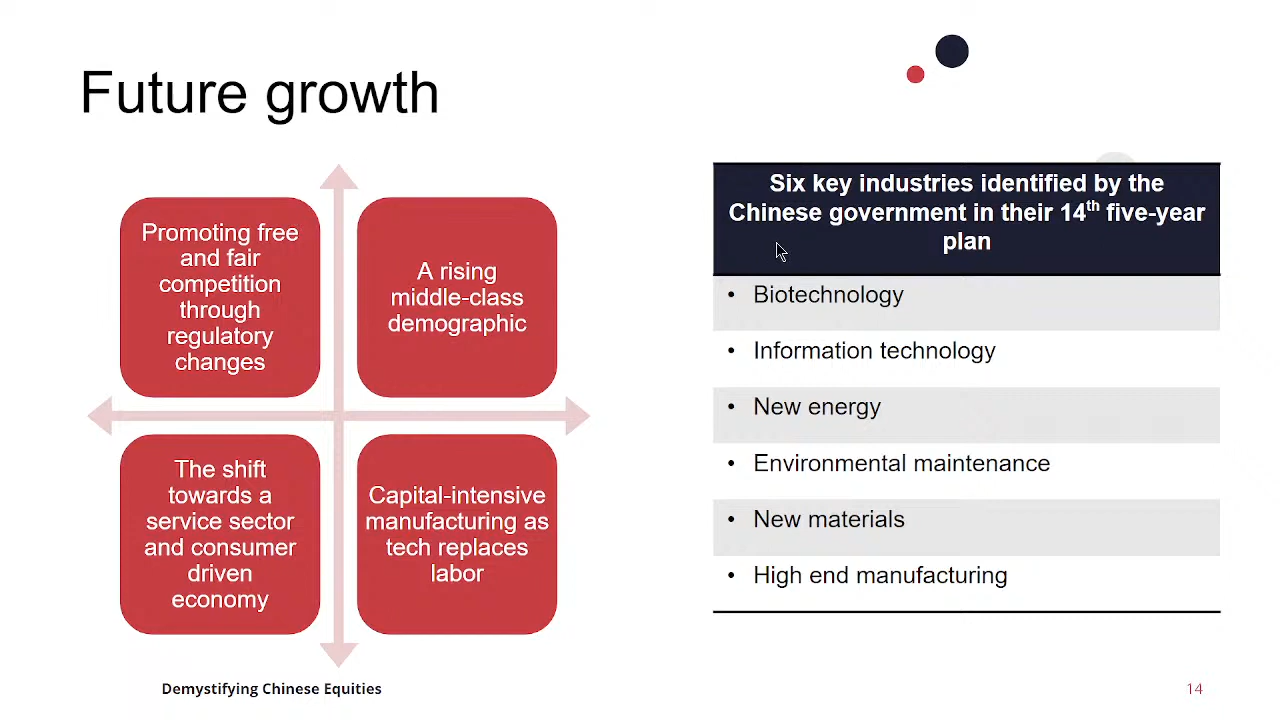 Future growth
Promoting free
and fair
competition
through
regulatory
changes
A rising
middle-class
demographic
The shift
towards a
service sector
and consumer
driven
economy
Capital-intensive
manufacturing as
tech replaces
labor
Six key industries identified by the
Chinese government in their 14th five-year
plan
• Biotechnology
• Information technology
• New energy
• Environmental maintenance
• New materials
• High end manufacturing
Demystifying Chinese Equities
14